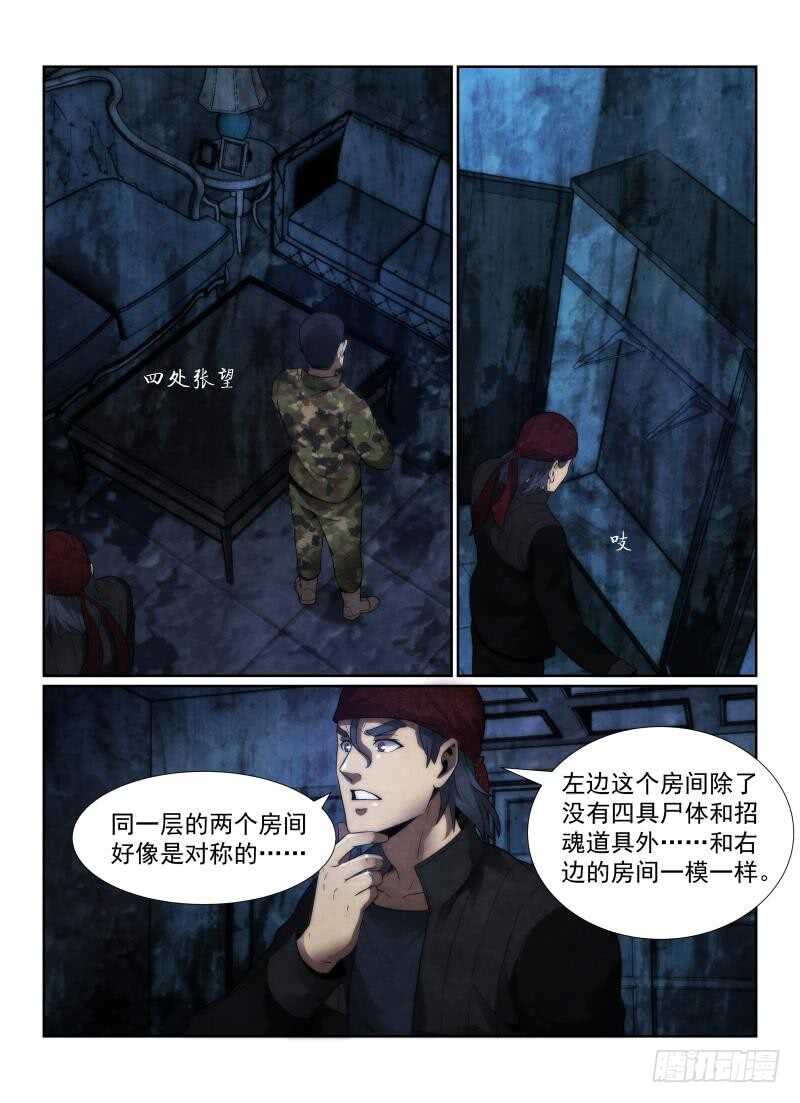 四处张望
吱
同一层的两个房间
好像是对称的……
左边这个房间除了
没有四具尸体和招
魂道具外……和右
边的房间一模一样。
腾讯动漫